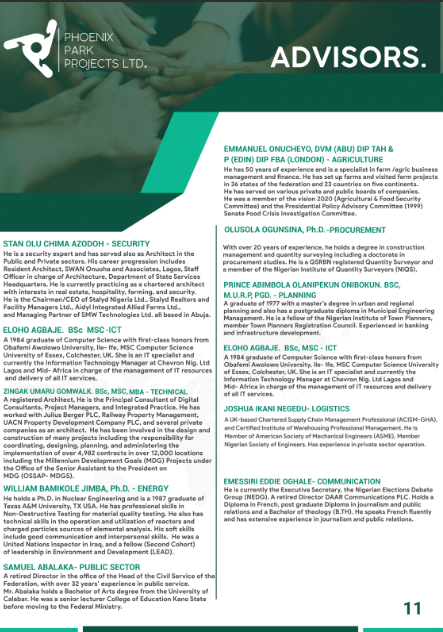 PHOENIX
PARK
PROJECTS LTD.
ADVISORS.
STAN OLU CHIMA AZODOH - SECURITY
He is a security expert and has served also as Architect in the
Public and Private sectors. His career progression includes
Resident Architect, SWAN Onuoha and Associates, Lagos, Staff
Officer in charge of Architecture, Department of State Services
Headquarters. He is currently practicing as a chartered architect
with interests in real estate, hospitality, farming, and security.
He is the Chairman/CEO of Stalyd Nigeria Ltd., Stalyd Realtors and
Facility Managers Ltd., Aidyl Integrated Allied Farms Ltd.,
and Managing Partner of SMW Technologies Ltd. all based in Abuja.
ELOHO AGBAJE. BSc MSC -ICT
A 1984 graduate of Computer Science with first-class honors from
Obafemi Awolowo University, Ile- Ife, MSC Computer Science
University of Essex, Colchester, UK. She is an IT specialist and
currently the Information Technology Manager at Chevron Nig. Ltd
Lagos and Mid- Africa in charge of the management of IT resources
and delivery of all IT services.
ZINGAK UMARU GOMWALK. BSc, MSC,MBA - TECHNICAL
A registered Architect, He is the Principal Consultant of Digital
Consultants. Project Managers, and Integrated Practice. He has
worked with Julius Berger PLC, Railway Property Management,
UACN Property Development Company PLC, and several private
companies as an architect. He has been involved in the design and
construction of many projects including the responsibility for
coordinating, designing, planning, and administering the
implementation of over 4,982 contracts in over 12,000 locations
including the Millennium Development Goals (MDG) Projects under
the Office of the Senior Assistant to the President on
MDG (OSSAP- MDGS).
WILLIAM BAMIKOLE JIMBA, Ph.D. - ENERGY
He holds a Ph.D. in Nuclear Engineering and is a 1987 graduate of
Texas A&M University, TX USA. He has professional skills in
Non-Destructive Testing for material quality testing. He also has
technical skills in the operation and utilization of reactors and
charged particles sources of elemental analysis. His soft skills
include good communication and interpersonal skills. He was a
United Nations inspector in Iraq, and a fellow (Second Cohort)
of leadership in Environment and Development (LEAD).
SAMUEL ABALAKA- PUBLIC SECTOR
A retired Director in the office of the Head of the Civil Service of the
Federation, with over 32 years' experience in public service.
Mr. Abalaka holds a Bachelor of Arts degree from the University of
Calabar. He was a senior lecturer College of Education Kano State
before moving to the Federal Ministry.
EMMANUEL ONUCHEYO, DVM (ABU) DIP TAH &
P (EDIN) DIP FBA (LONDON) - AGRICULTURE
He has 50 years of experience and is a specialist in farm /agric business
management and finance. He has set up farms and visited farm projects
in 36 states of the federation and 23 countries on five continents.
He has served on various private and public boards of companies.
He was a member of the vision 2020 (Agricultural & Food Security
Committee) and the Presidential Policy Advisory Committee (1999)
Senate Food Crisis Investigation Committee.
OLUSOLA OGUNSINA, Ph.D. -PROCUREMENT
With over 20 years of experience, he holds a degree in construction
management and quantity surveying including a doctorate in
procurement studies. He is a QSRBN registered Quantity Surveyor and
a member of the Nigerian Institute of Quantity Surveyors (NIQS).
PRINCE ABIMBOLA OLANIPEKUN ONIBOKUN. BSC,
M.U.R.P, PGD. - PLANNING
A graduate of 1977 with a master's degree in urban and regional
planning and also has a postgraduate diploma in Municipal Engineering
Management. He is a fellow of the Nigerian Institute of Town Planners,
member Town Planners Registration Council. Experienced in banking
and infrastructure development.
ELOHO AGBAJE. BSc, MSC - ICT
A 1984 graduate of Computer Science with first-class honors from
Obafemi Awolowo University, Ile- Ife, MSC Computer Science University
of Essex, Colchester, UK. She is an IT specialist and currently the
Information Technology Manager at Chevron Nig. Ltd Lagos and
Mid- Africa in charge of the management of IT resources and delivery
of all IT services.
JOSHUA IKANI NEGEDU- LOGISTICS
A UK-based Chartered Supply Chain Management Professional (ACISM-GHA),
and Certified Institute of Warehousing Professional Management. He is
Member of American Society of Mechanical Engineers (ASME), Member
Nigerian Society of Engineers. Has experience in private sector operation.
EMESSIRI EDDIE OGHALE- COMMUNICATION
He is currently the Executive Secretary, the Nigerian Elections Debate
Group (NEDG). A retired Director DAAR Communications PLC. Holds a
Diploma in French, post graduate Diploma in journalism and public
relations and a Bachelor of theology (B.TH). He speaks French fluently
and has extensive experience in journalism and public relations.
11